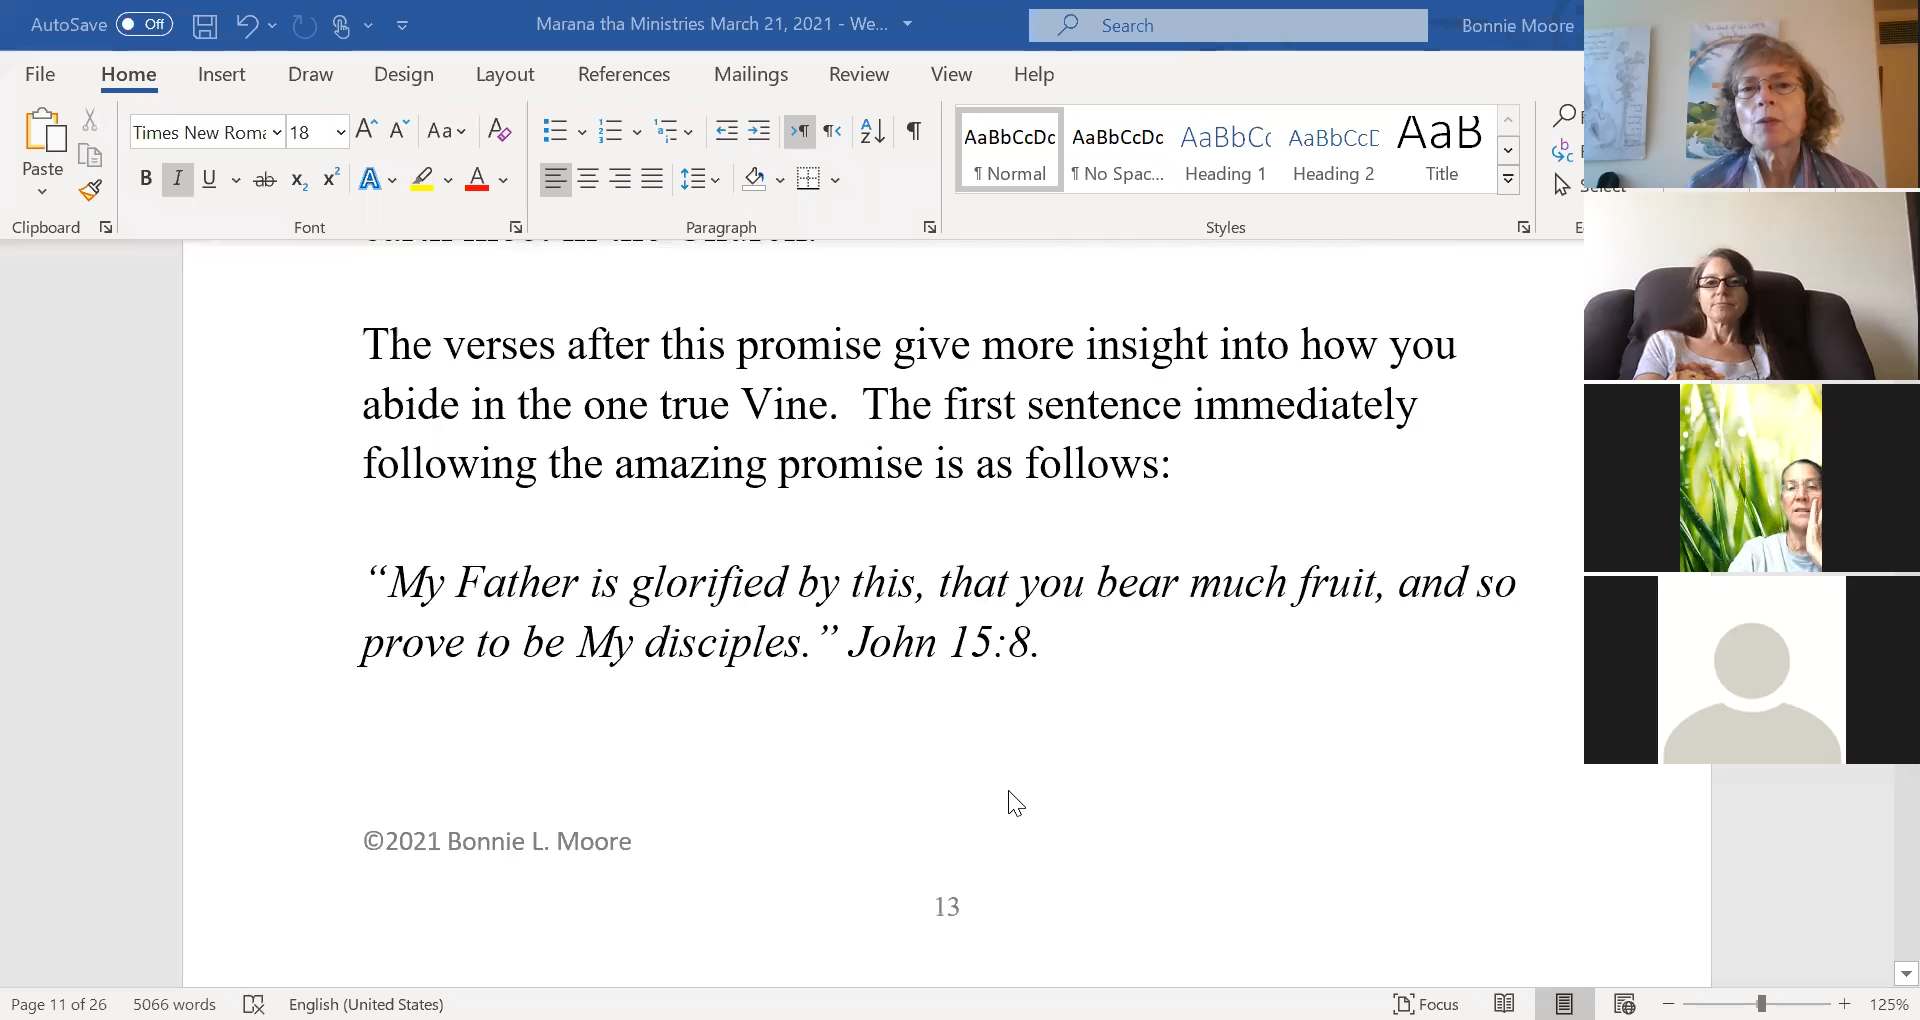 AutoSave Off
Marana tha Ministries March 21, 2021 - We...
Search
Bonnie Moore
File Home Insert Draw Design Layout References Mailings Review View Help
Paste
Times New Roma 18
Aa
B I U ab x2 x2 A A
AaBbCcDc AaBbCcDc AaBbCc AaBbCcD AaB
¶ Normal ¶ No Spac... Heading 1 Heading 2 Title
Select
Clipboard Font Paragraph Styles
The verses after this promise give more insight into how you
abide in the one true Vine. The first sentence immediately
following the amazing promise is as follows:
“My Father is glorified by this, that you bear much fruit, and so
prove to be My disciples.” John 15:8.
©2021 Bonnie L. Moore
13
Page 11 of 26 5066 words English (United States) Focus 125%